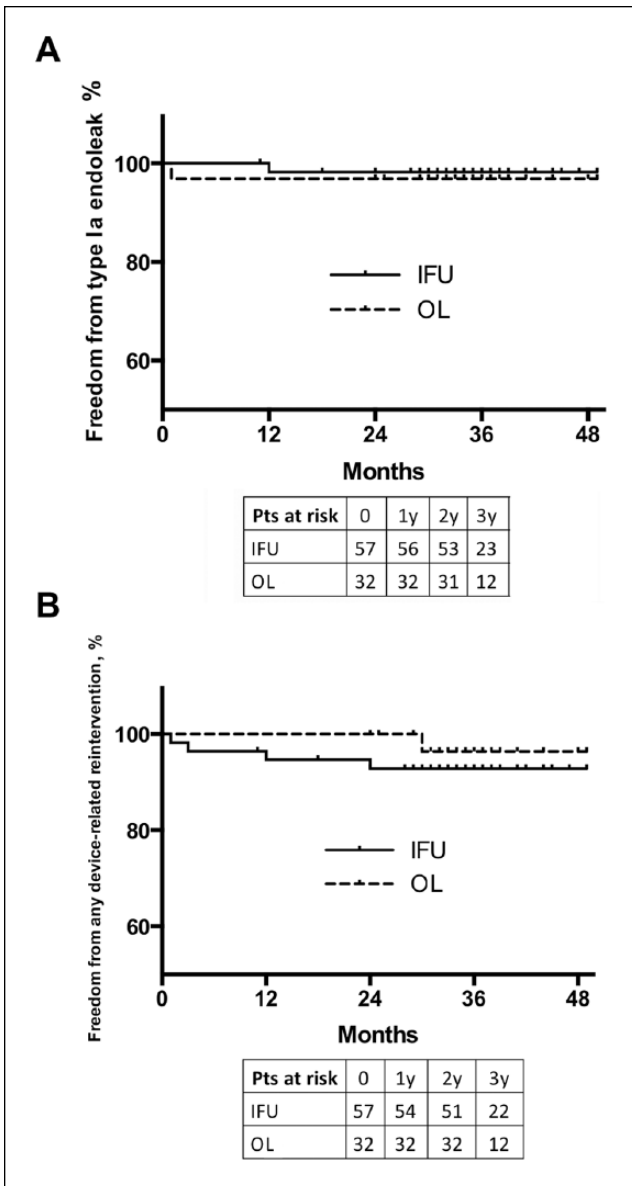 A
Freedom from type Ia endoleak %
100
80
60
IFU
OL
0 12 24 36 48
Months
Pts at risk 0 1y 2y 3y
IFU 57 56 53 23
OL 32 32 31 12
B
Freedom from any device-related reintervention, %
100
80
60
IFU
OL
0 12 24 36 48
Months
Pts at risk 0 1y 2y 3y
IFU 57 54 51 22
OL 32 32 32 12